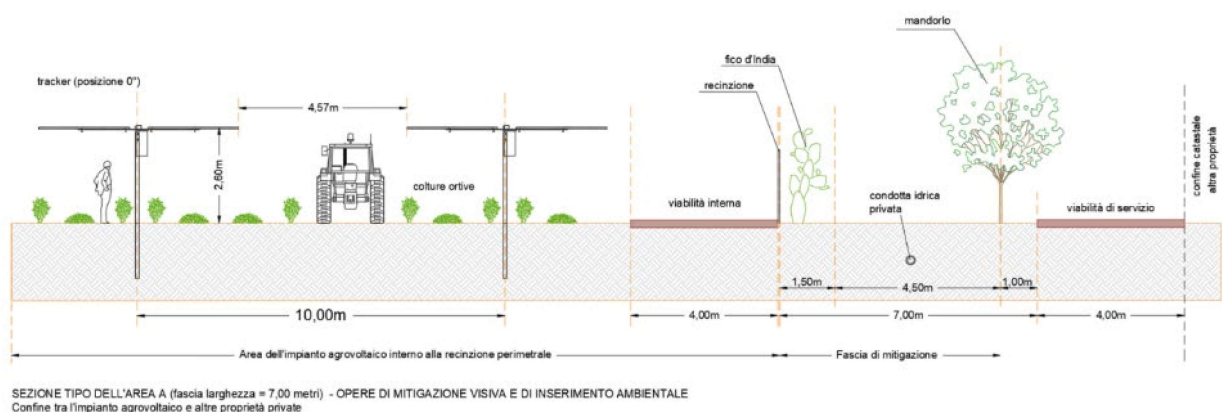 mandorlo
fico d'India
recinzione
tracker (posizione 0°)
4,57m
2,60m
colture ortive
viabilità interna
condotta idrica
privata
viabilità di servizio
confine catastale
altra proprietà
1,50m
4,50m
1,00m
10,00m
4,00m
7,00m
4,00m
Area dell'impianto agrovoltaico interno alla recinzione perimetrale
Fascia di mitigazione
SEZIONE TIPO DELL'AREA A (fascia larghezza = 7,00 metri) - OPERE DI MITIGAZIONE VISIVA E DI INSERIMENTO AMBIENTALE
Confine tra l'impianto agrovoltaico e altre proprietà private